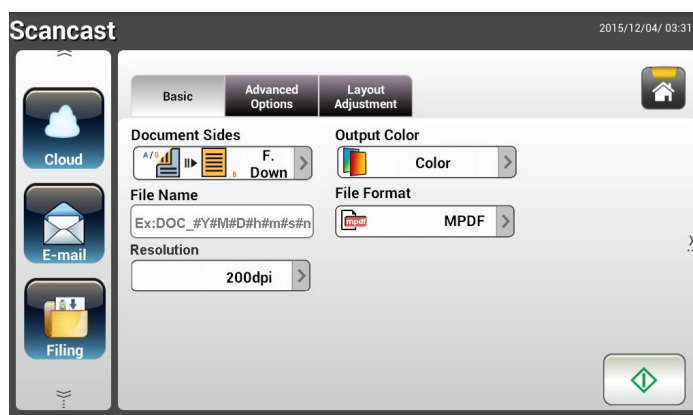 Scancast
2015/12/04/ 03:31
Cloud
E-mail
Filing
Basic
Advanced
Options
Layout
Adjustment
Document Sides
A/B
B
F.
Down
Output Color
Color
File Name
Ex:DOC_#Y#M#D#h#m#s#n
File Format
mpdf
MPDF
Resolution
200dpi